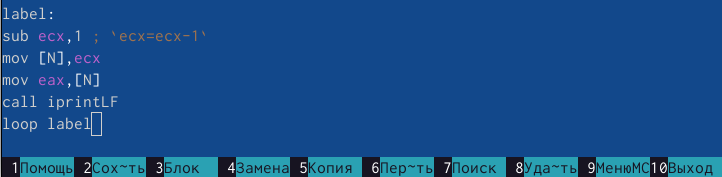 label:
sub ecx,1 ; `ecx=ecx-1`
mov [N],ecx
mov eax,[N]
call iprintLF
loop label
1Помощь 2Сох~ть 3Блок 4Замена 5Копия 6Пер~ть 7Поиск 8Уда~ть 9МенюMC 10Выход